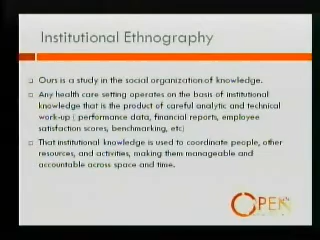 Institutional Ethnography
Ours is a study in the social organization of knowledge.
Any health care setting operates on the basis of institutional
knowledge that is the product of careful analytic and technical
work-up ( performance data, financial reports, employee
satisfaction scores, benchmarking, etc)
That institutional knowledge is used to coordinate people, other
resources, and activities, making them manageable and
accountable across space and time.
OPEN